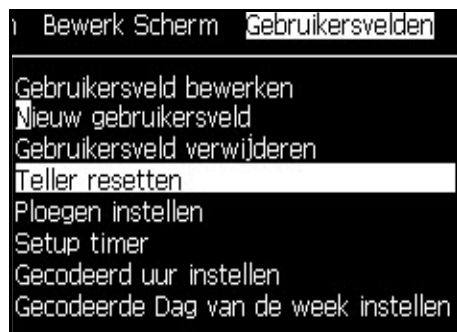 Bewerk Scherm Gebruikersvelden
Gebruikersveld bewerken
Nieuw gebruikersveld
Gebruikersveld verwijderen
Teller resetten
Ploegen instellen
Setup timer
Gecodeerd uur instellen
Gecodeerde Dag van de week instellen